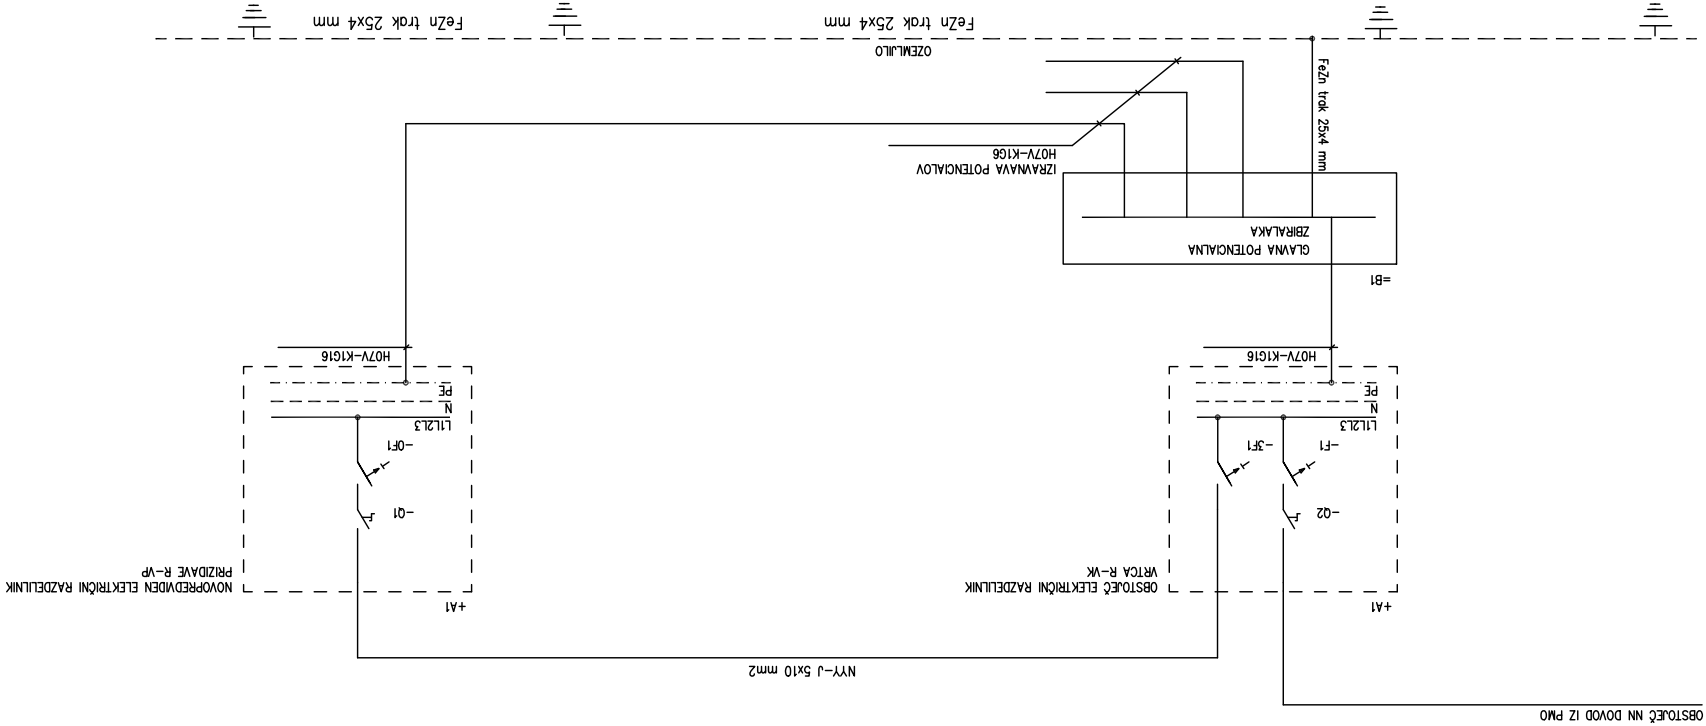 OBSTOJEČ NN DOVOD IZ PMO
NYY-J 5x10 mm2
+A1
OBSTOJEČ ELEKTRIČNI RAZDELILNIK
VRTCA R-VK
-Q2
-F1
-3F1
L1L2L3
N
PE
H07V-K1G16
+A1
NOVOPREDVIDEN ELEKTRIČNI RAZDELILNIK
PRIZIDAVE R-VP
-Q1
-0F1
L1L2L3
N
PE
H07V-K1G16
=B1
GLAVNA POTENCIALNA
ZBIRALAKA
IZRAVNAVA POTENCIALOV
H07V-K1G6
FeZn trak 25x4 mm
OZEMLJILO
FeZn trak 25x4 mm
FeZn trak 25x4 mm